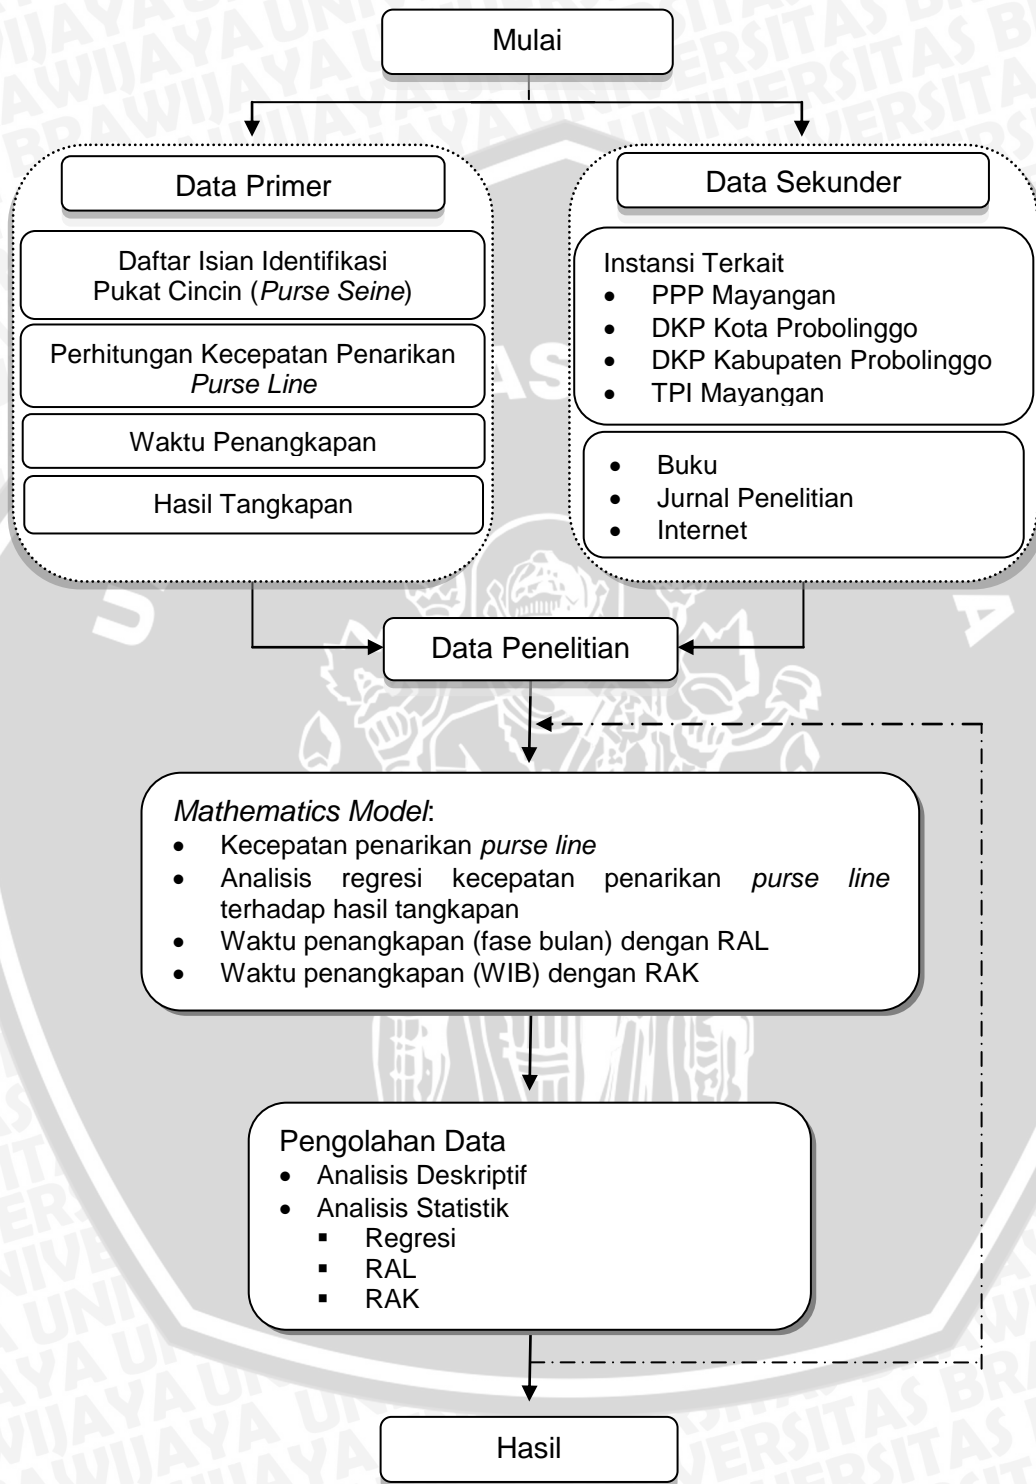 Mulai
Data Primer
Daftar Isian Identifikasi
Pukat Cincin (Purse Seine)
Perhitungan Kecepatan Penarikan
Purse Line
Waktu Penangkapan
Hasil Tangkapan
Data Sekunder
Instansi Terkait
• PPP Mayangan
• DKP Kota Probolinggo
• DKP Kabupaten Probolinggo
• TPI Mayangan
• Buku
• Jurnal Penelitian
• Internet
Data Penelitian
Mathematics Model:
• Kecepatan penarikan purse line
• Analisis regresi kecepatan penarikan purse line
terhadap hasil tangkapan
• Waktu penangkapan (fase bulan) dengan RAL
• Waktu penangkapan (WIB) dengan RAK
Pengolahan Data
• Analisis Deskriptif
• Analisis Statistik
▪ Regresi
▪ RAL
▪ RAK
Hasil